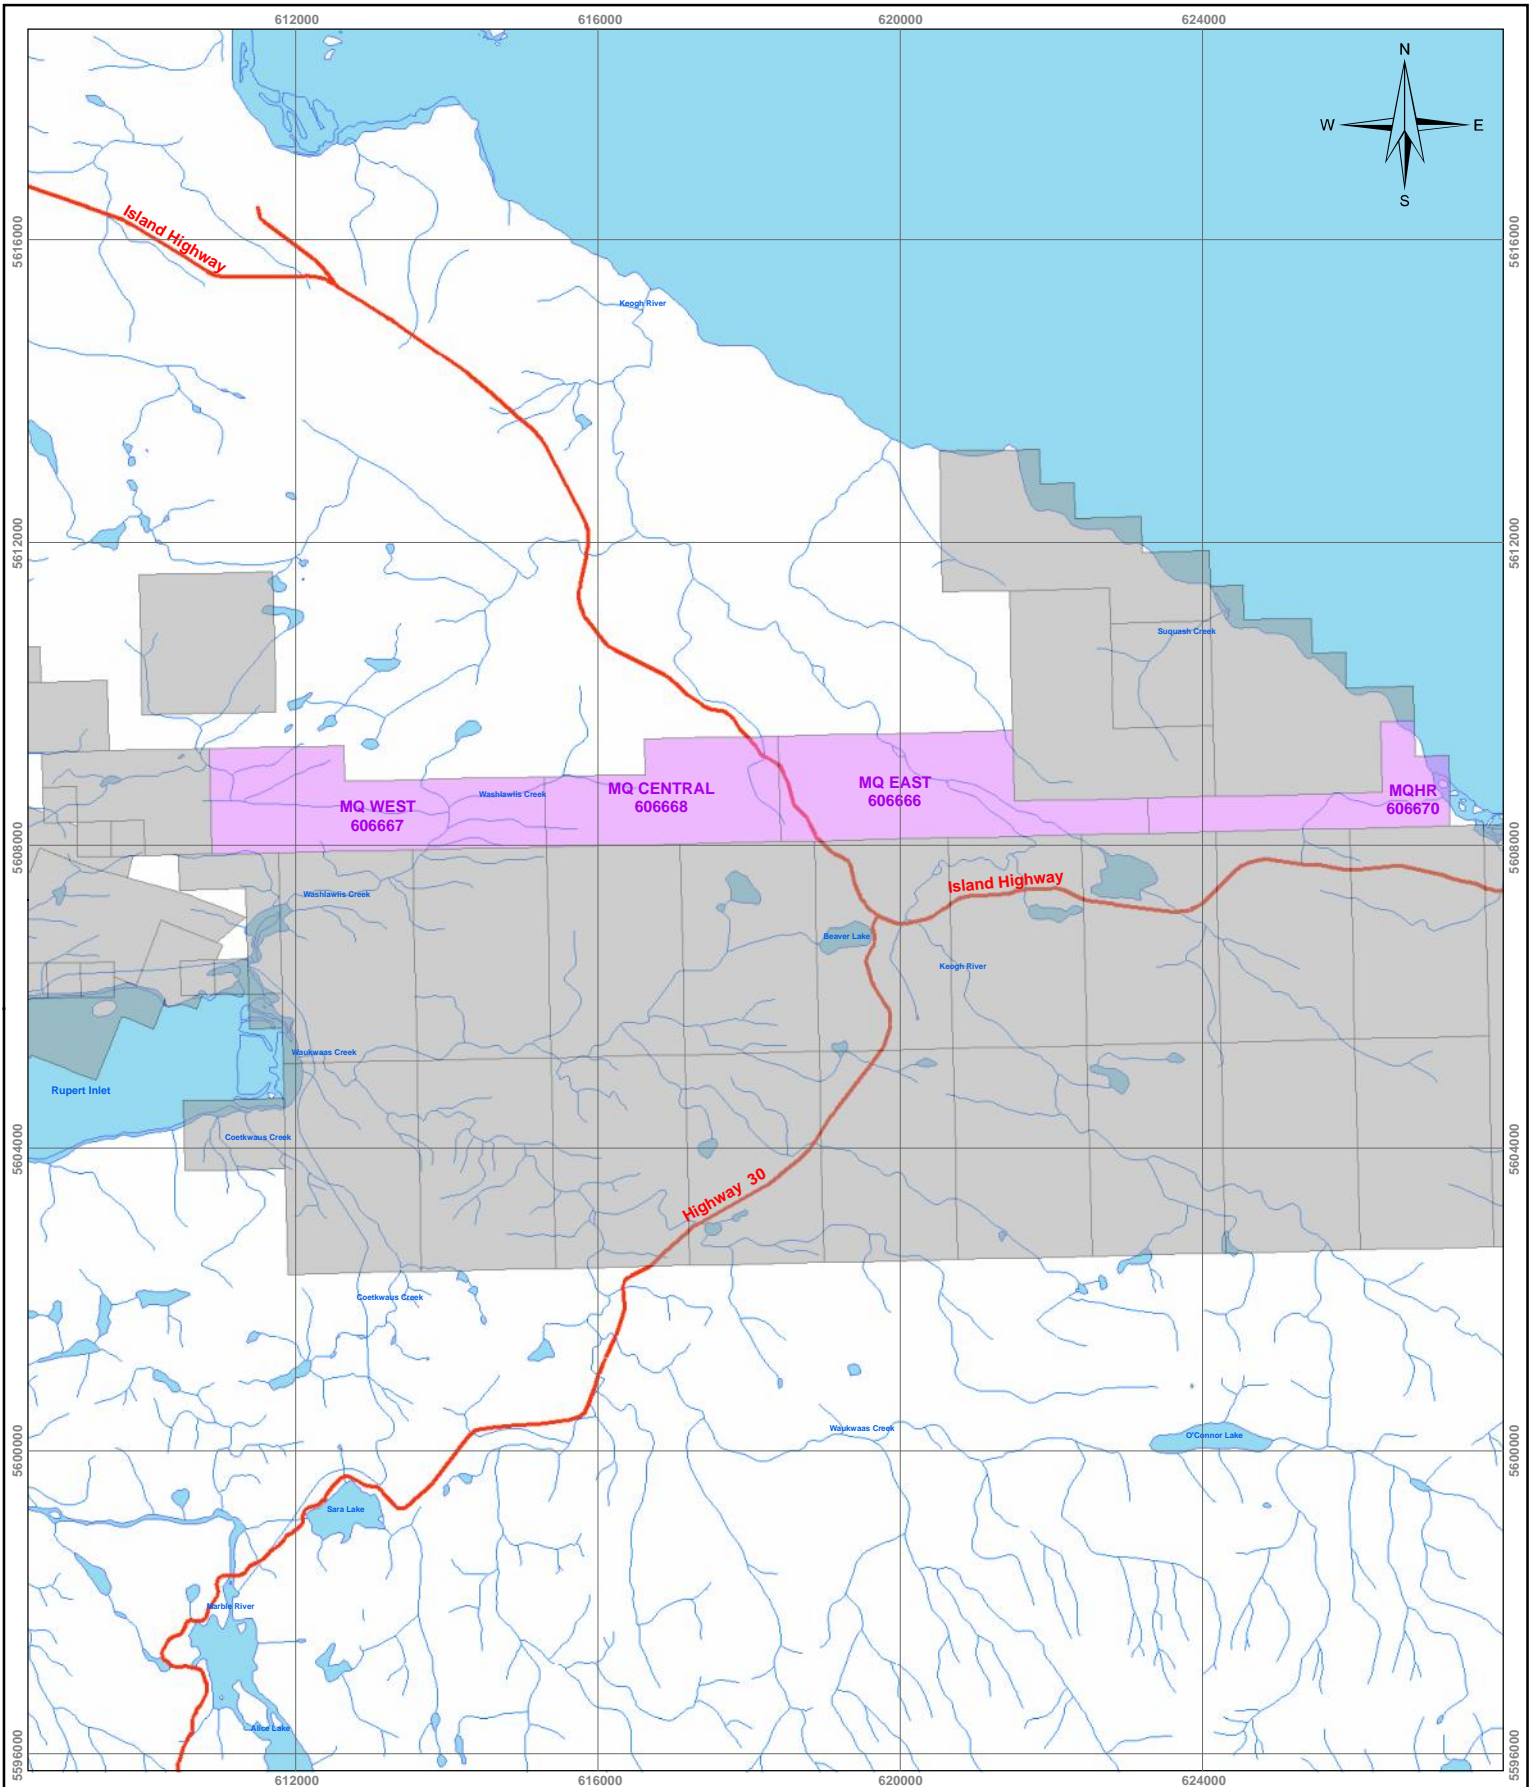 612000
616000
620000
624000
N
W
E
S
5616000
5616000
Island Highway
Keogh River
5612000
5612000
Suquash Creek
MQ WEST
606667
Washlawlis Creek
MQ CENTRAL
606668
MQ EAST
606666
MQHR
606670
5608000
5608000
Washlawlis Creek
Island Highway
Beaver Lake
Keogh River
Waukwaas Creek
Rupert Inlet
Coetkwaus Creek
5604000
5604000
Highway 30
Coetkwaus Creek
Waukwaas Creek
O'Connor Lake
5600000
5600000
Sara Lake
Marble River
Alice Lake
5596000
5596000
612000
616000
620000
624000